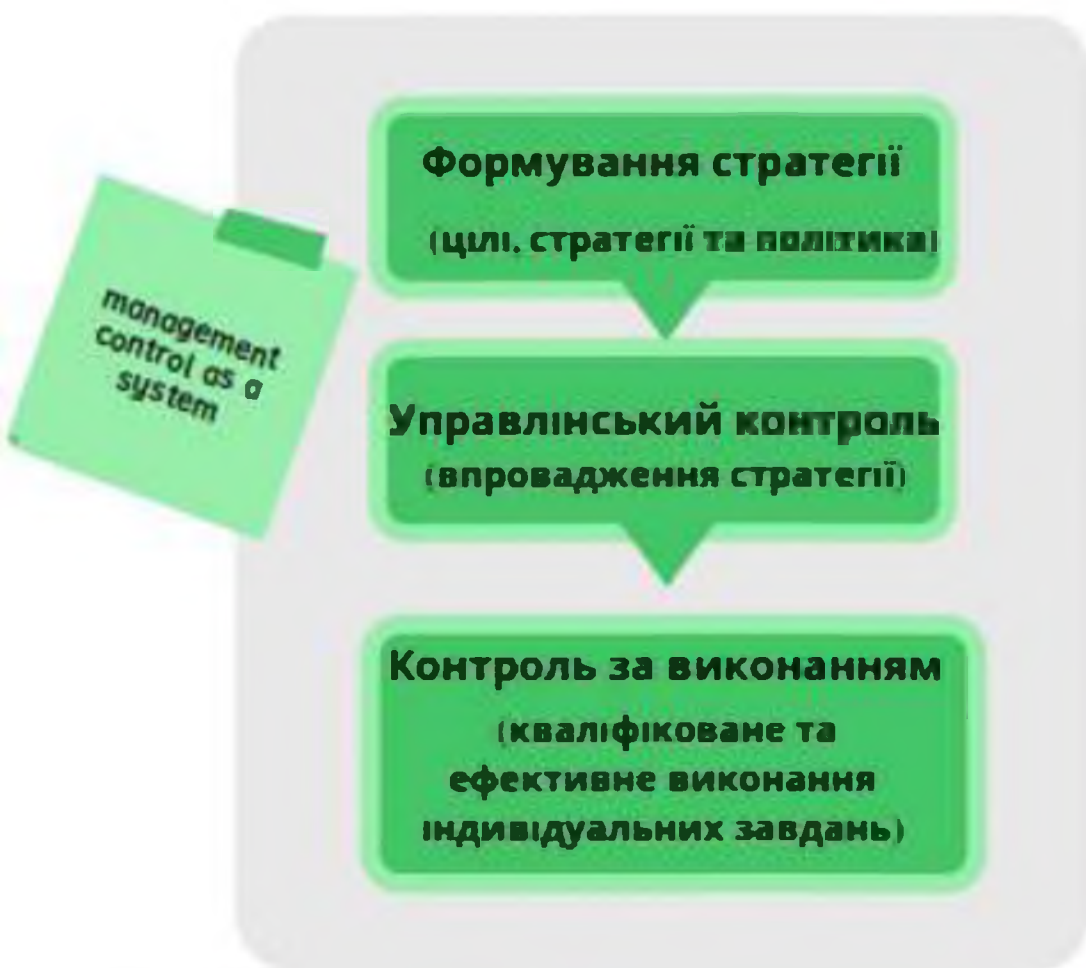 Формування стратегії
(цілі, стратегії та політика)
management
control as a
system
Управлінський контроль
(впровадження стратегії)
Контроль за виконанням
(кваліфіковане та
ефективне виконання
індивідуальних завдань)